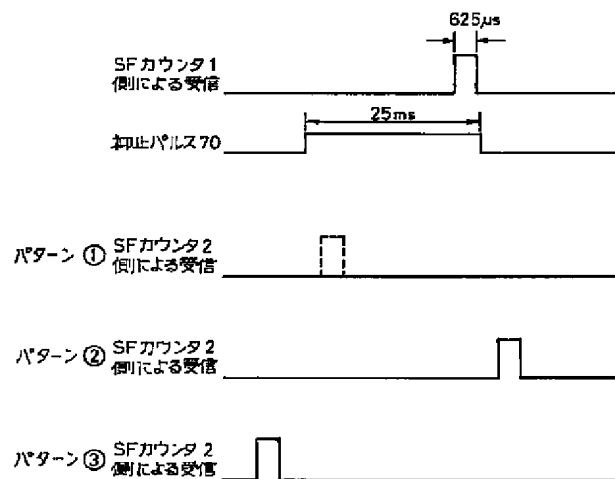 625μs
SFカウンタ1
側による受信
25ms
抑止パルス70
パターン ① SFカウンタ2
側による受信
パターン ② SFカウンタ2
側による受信
パターン ③ SFカウンタ2
側による受信